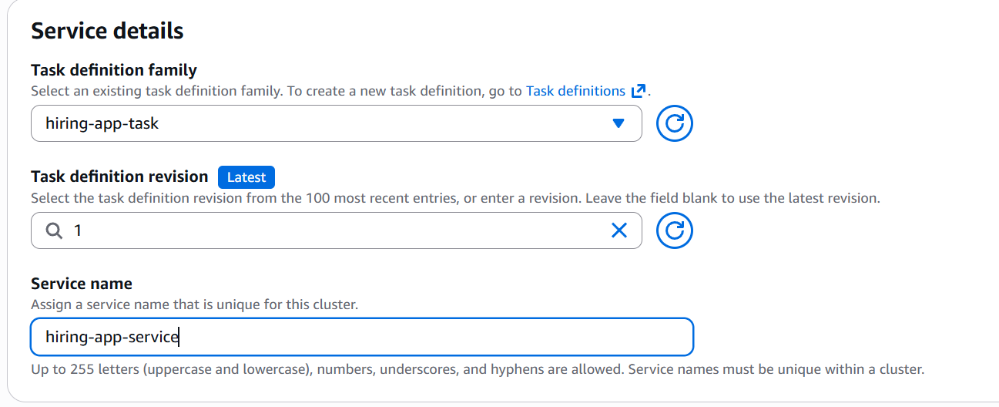 Service details
Task definition family
Select an existing task definition family. To create a new task definition, go to Task definitions .
hiring-app-task
Task definition revision Latest
Select the task definition revision from the 100 most recent entries, or enter a revision. Leave the field blank to use the latest revision.
1
Service name
Assign a service name that is unique for this cluster.
hiring-app-service
Up to 255 letters (uppercase and lowercase), numbers, underscores, and hyphens are allowed. Service names must be unique within a cluster.